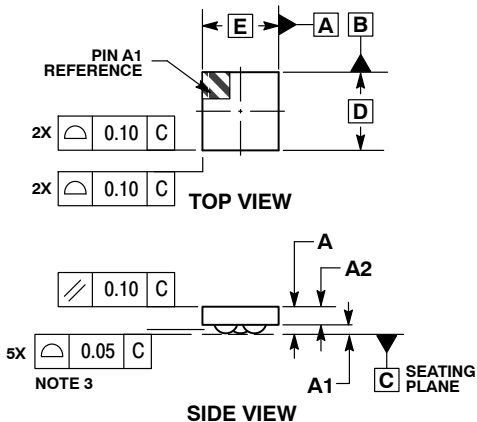 E
A
B
PIN A1
REFERENCE
D
2X ⌓ 0.10 C
2X ⌓ 0.10 C
TOP VIEW
A
A2
⫽ 0.10 C
5X ⌓ 0.05 C
NOTE 3
A1
C SEATING
PLANE
SIDE VIEW